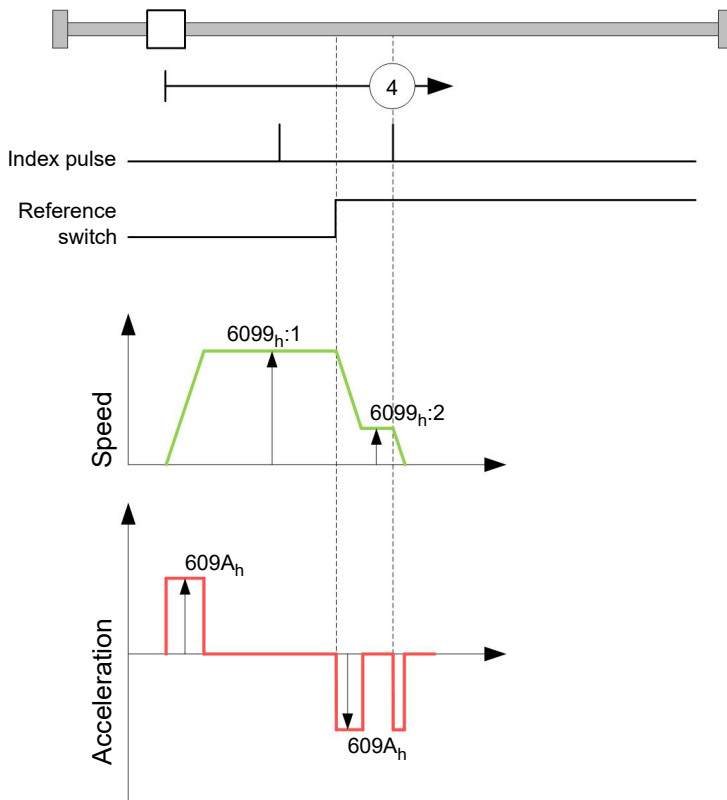 4
Index pulse
Reference
switch
6099h:1
6099h:2
Speed
609Ah
Acceleration
609Ah